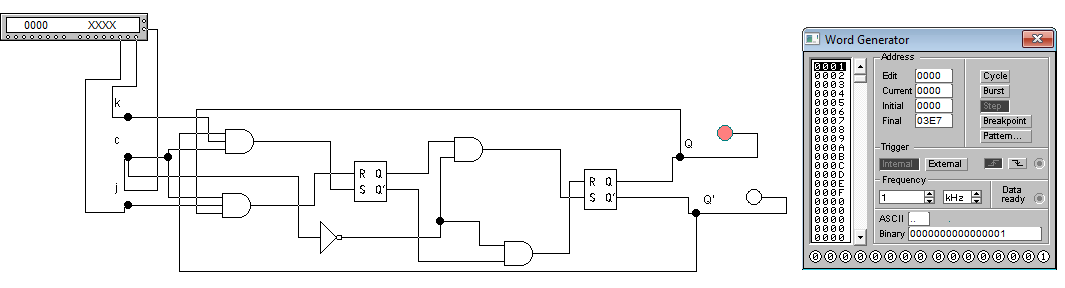 0000 XXXX
k
c
j
R Q
S Q'
R Q
S Q'
Q
Q'
Word Generator
0001
0002
0003
0004
0005
0006
0007
0008
0009
000A
000B
000C
000D
000E
000F
0000
0000
0000
0000
Address
Edit 0000
Current 0000
Initial 0000
Final 03E7
Cycle
Burst
Step
Breakpoint
Pattern...
Trigger
Internal External
Frequency
1 kHz
Data
ready
ASCII .. .
Binary 0000000000000001
0 0 0 0 0 0 0 0 0 0 0 0 0 0 0 1